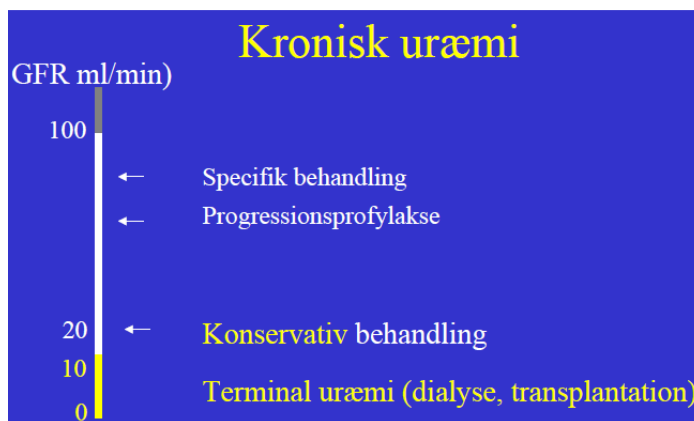 Kronisk uræmi
GFR ml/min)
100
Specifik behandling
Progressionsprofylakse
20
Konservativ behandling
10
Terminal uræmi (dialyse, transplantation)
0